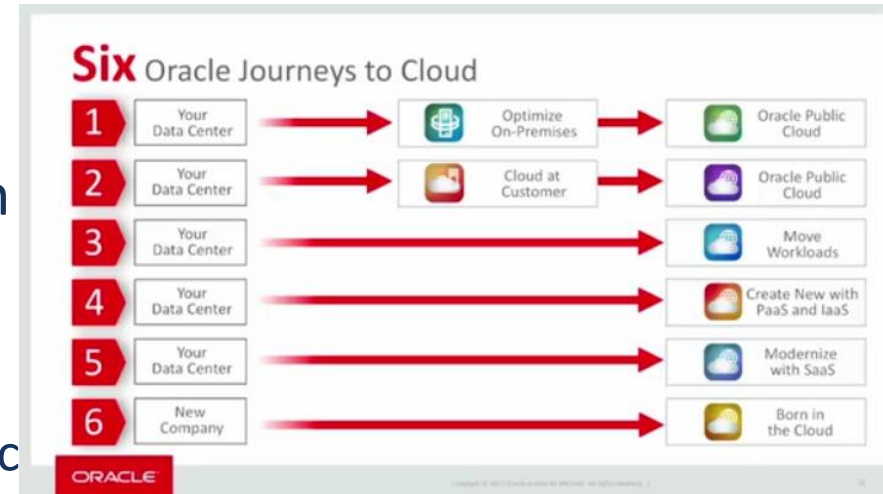 Six Oracle Journeys to Cloud
1
Your
Data Center
Optimize
On-Premises
Oracle Public
Cloud
2
Your
Data Center
Cloud at
Customer
Oracle Public
Cloud
3
Your
Data Center
Move
Workloads
4
Your
Data Center
Create New with
PaaS and IaaS
5
Your
Data Center
Modernize
with SaaS
6
New
Company
Born in
the Cloud
ORACLE